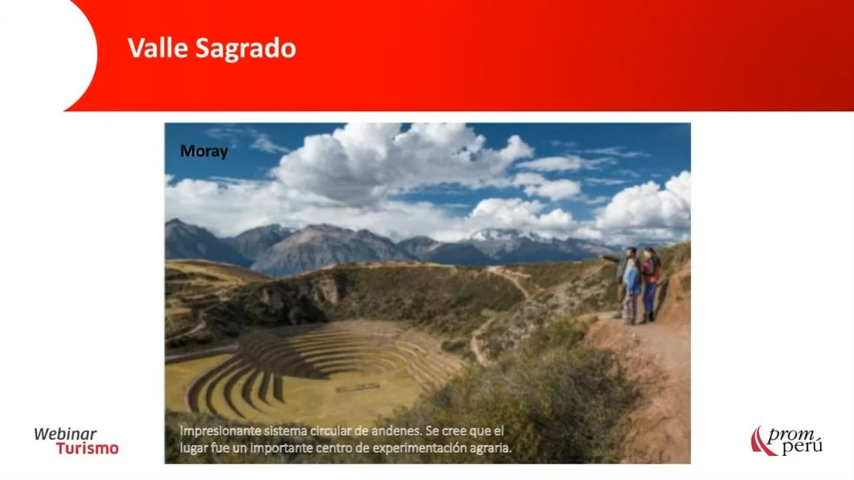 Valle Sagrado
Moray
Impresionante sistema circular de andenes. Se cree que el
lugar fue un importante centro de experimentación agraria.
Webinar
Turismo
prom
perú